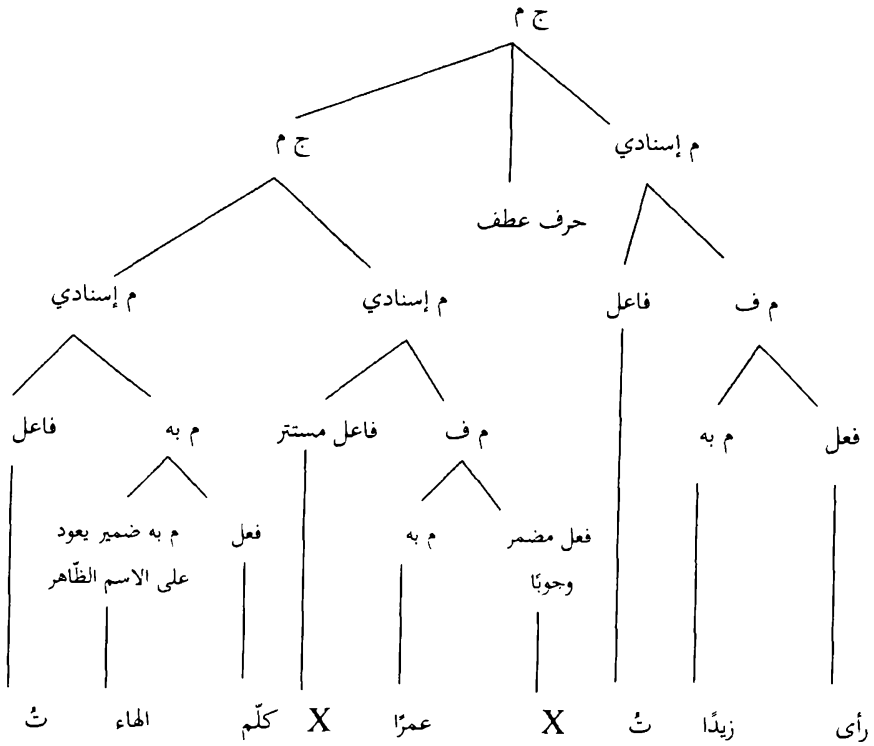 ج م
ج م
م إسنادي
حرف عطف
م إسنادي
م إسنادي
فاعل
م ف
فاعل
م به
فاعل مستتر
م ف
م به
فعل
م به ضمير يعود
على الاسم الظّاهر
فعل
م به
فعل مضمر
وجوبًا
رأى زيدًا تُ X عمرًا X كلّم الهاء تُ